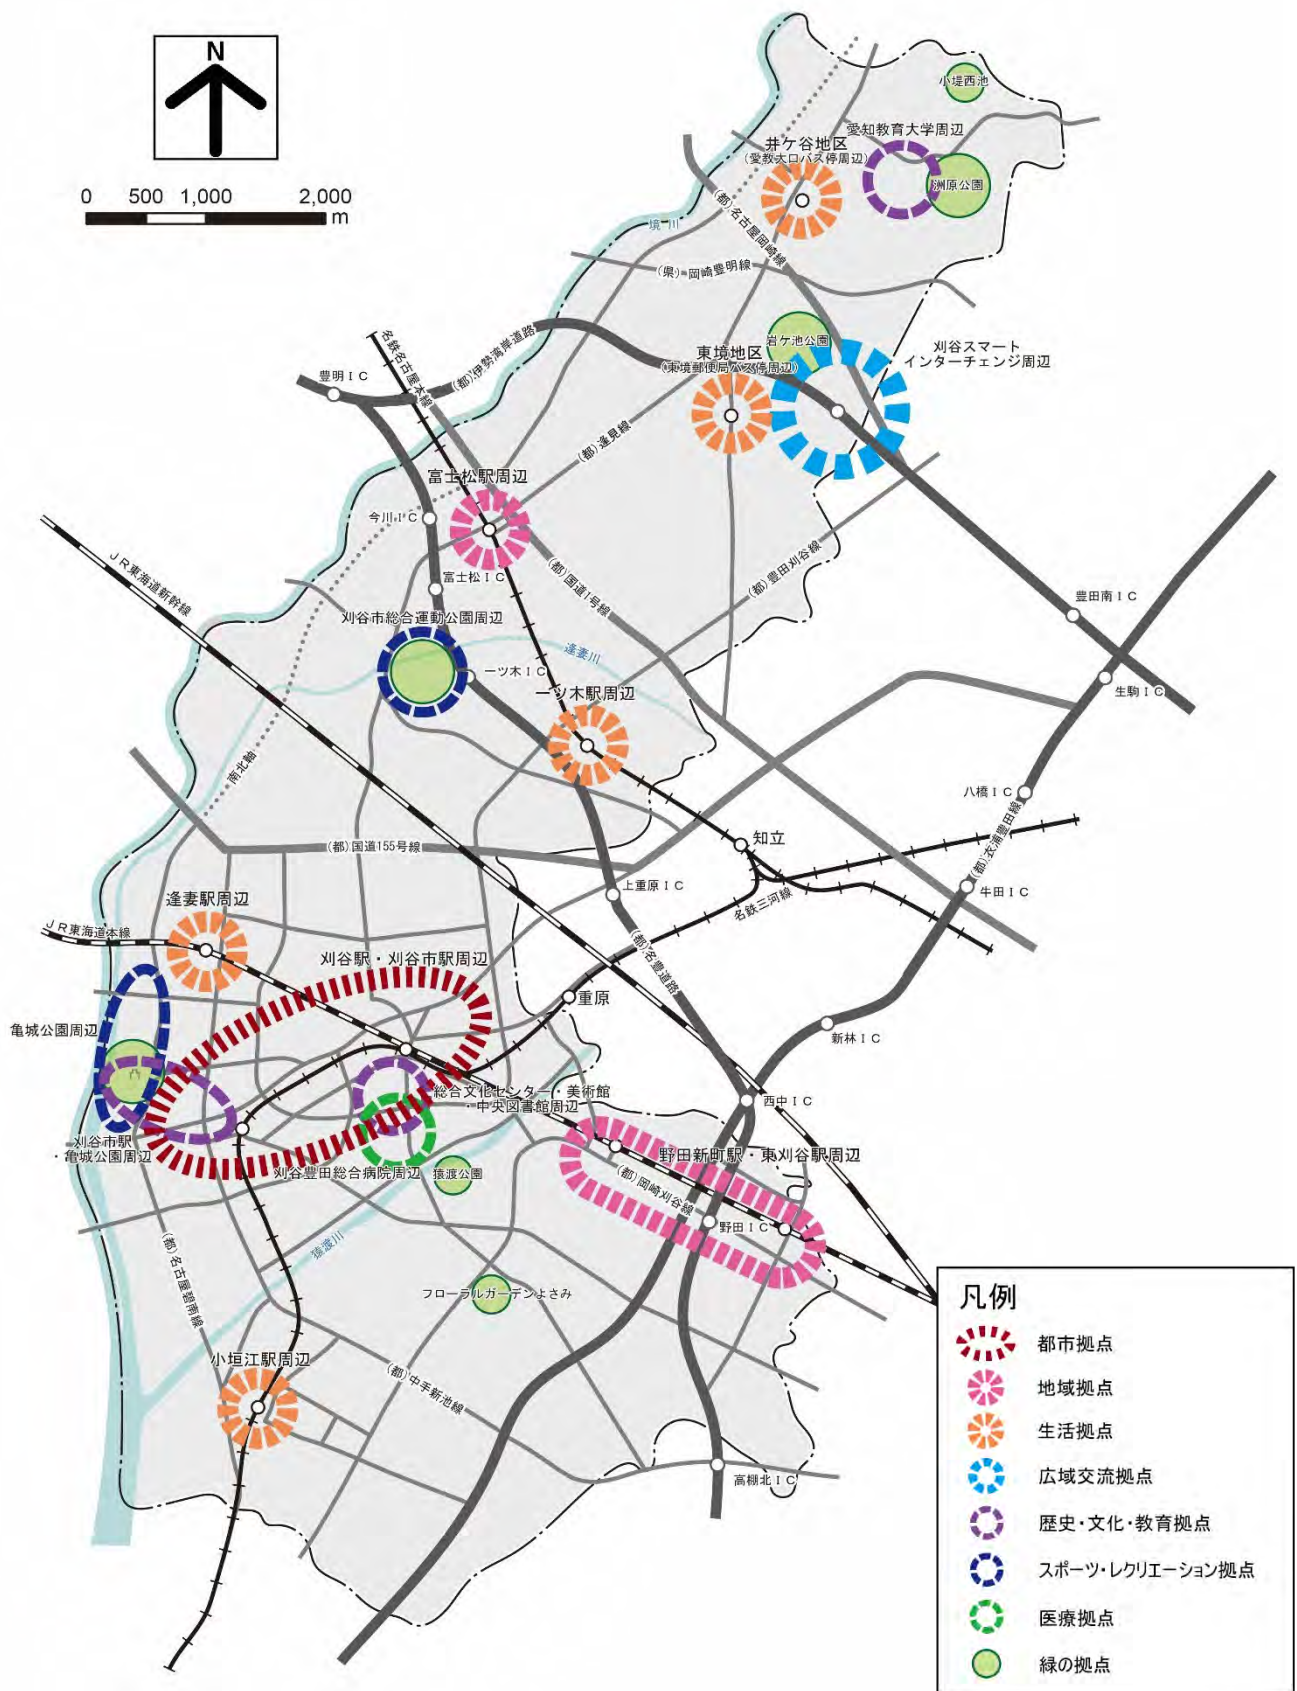 N
0 500 1,000 2,000
m
小堤西池
愛知教育大学周辺
井ケ谷地区
(愛教大口バス停周辺)
洲原公園
境川
(都)名古屋岡崎線
(県)岡崎豊明線
名鉄名古屋本線
(都)伊勢湾岸道路
豊明IC
岩ケ池公園
東境地区
(東境郵便局バス停周辺)
刈谷スマート
インターチェンジ周辺
(都)逢見線
富士松駅周辺
今川IC
JR東海道新幹線
富士松IC
(都)国道1号線
(都)豊田刈谷線
豊田南IC
刈谷市総合運動公園周辺
逢妻川
一ツ木IC
生駒IC
一ツ木駅周辺
南北軸
八橋IC
(都)衣浦豊田線
知立
(都)国道155号線
上重原IC
牛田IC
名鉄三河線
逢妻駅周辺
JR東海道本線
(都)名豊道路
刈谷駅・刈谷市駅周辺
重原
亀城公園周辺
新林IC
総合文化センター・美術館
・中央図書館周辺
西中IC
刈谷市駅
・亀城公園周辺
刈谷豊田総合病院周辺
猿渡公園
野田新町駅・東刈谷駅周辺
(都)岡崎刈谷線
野田IC
猿渡川
(都)名古屋碧南線
フローラルガーデンよさみ
小垣江駅周辺
(都)中手新池線
高棚北IC
凡例
都市拠点
地域拠点
生活拠点
広域交流拠点
歴史・文化・教育拠点
スポーツ・レクリエーション拠点
医療拠点
緑の拠点